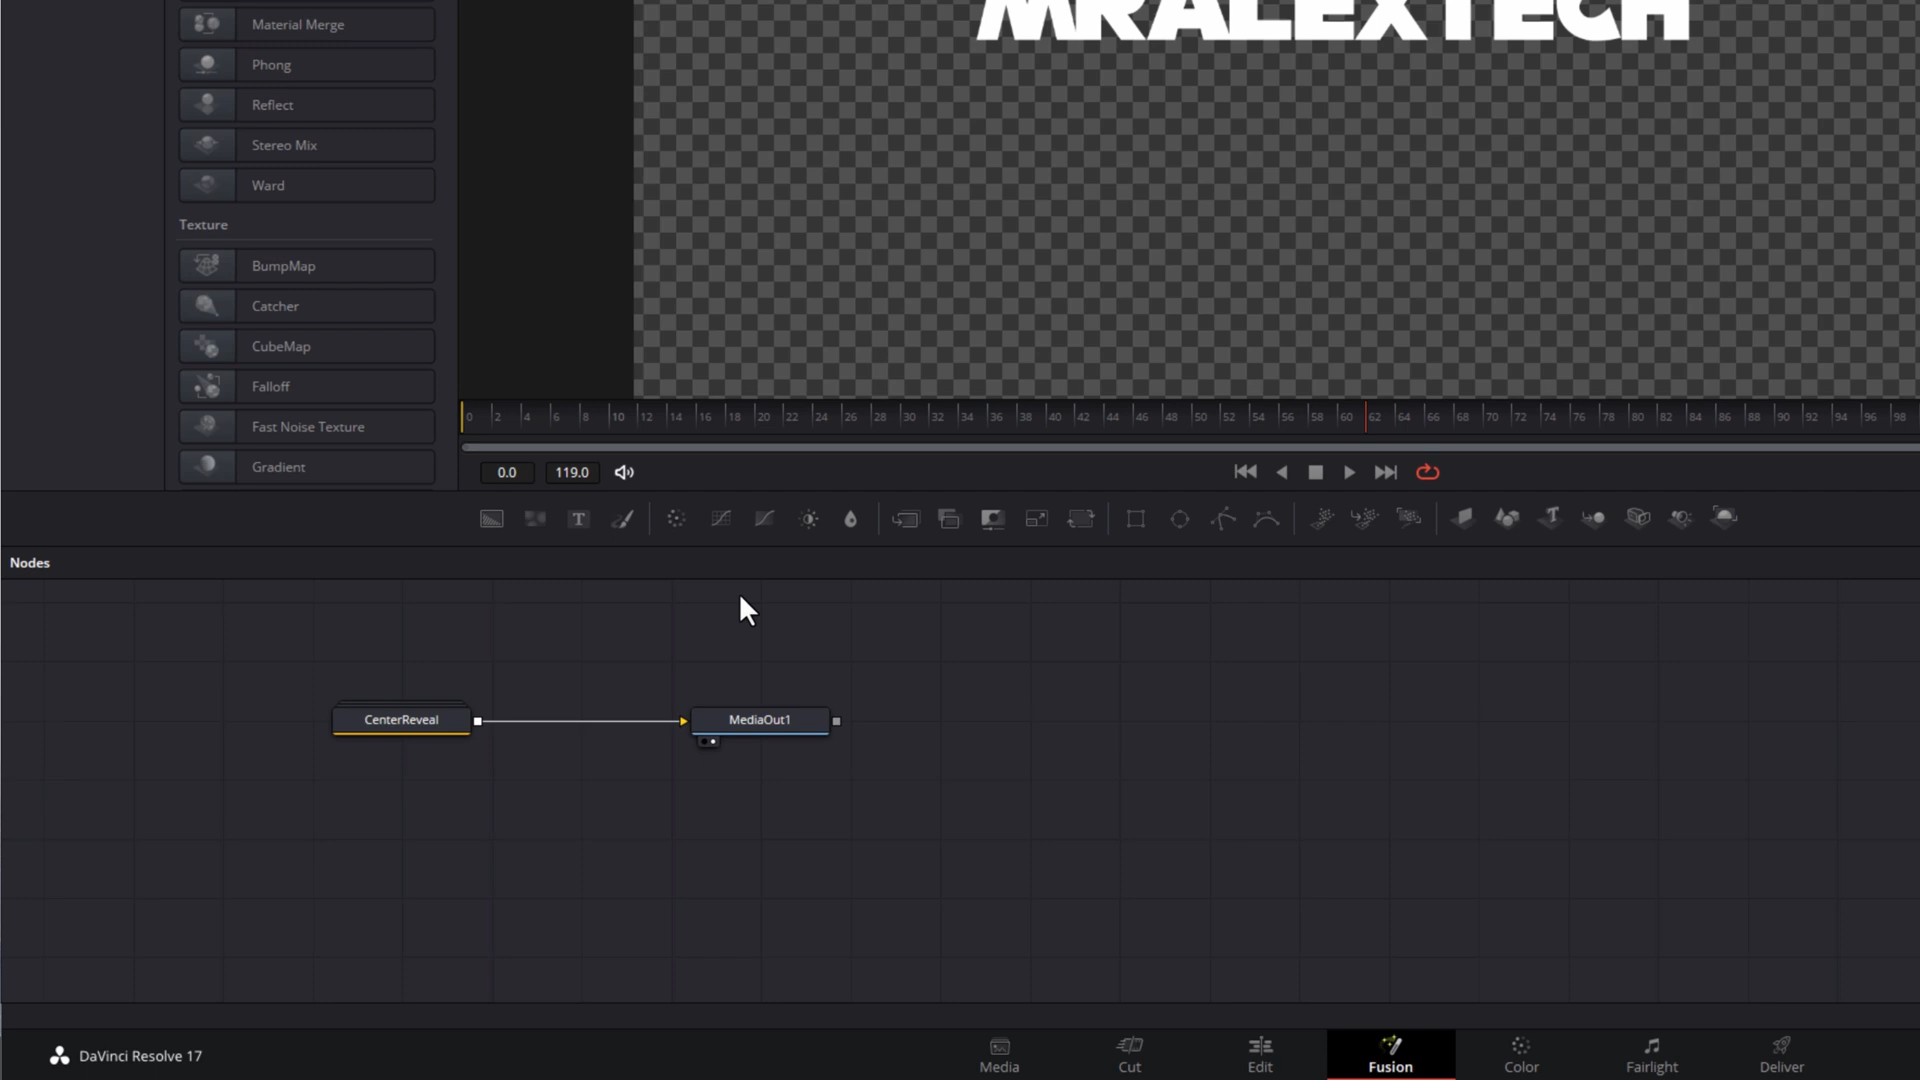 MRALEXTECH
Material Merge
Phong
Reflect
Stereo Mix
Ward
Texture
BumpMap
Catcher
CubeMap
Falloff
Fast Noise Texture
Gradient
0 2 4 6 8 10 12 14 16 18 20 22 24 26 28 30 32 34 36 38 40 42 44 46 48 50 52 54 56 58 60 62 64 66 68 70 72 74 76 78 80 82 84 86 88 90 92 94 96 98
0.0 119.0
T T
Nodes
CenterReveal
MediaOut1
DaVinci Resolve 17
Media Cut Edit Fusion Color Fairlight Deliver